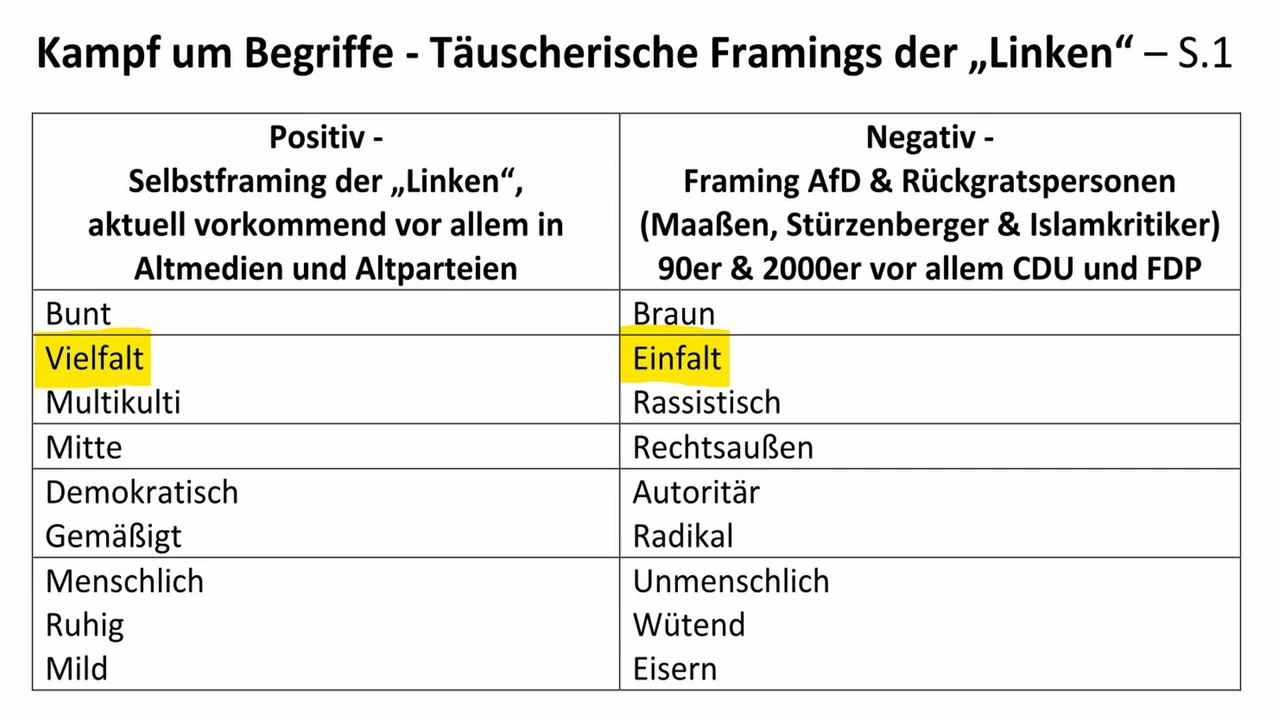 Kampf um Begriffe - Täuscherische Framings der „Linken“ – S.1
Positiv -
Selbstframing der „Linken“,
aktuell vorkommend vor allem in
Altmedien und Altparteien
Negativ -
Framing AfD & Rückgratspersonen
(Maaßen, Stürzenberger & Islamkritiker)
90er & 2000er vor allem CDU und FDP
Bunt
Braun
Vielfalt
Einfalt
Multikulti
Rassistisch
Mitte
Rechtsaußen
Demokratisch
Autoritär
Gemäßigt
Radikal
Menschlich
Unmenschlich
Ruhig
Wütend
Mild
Eisern